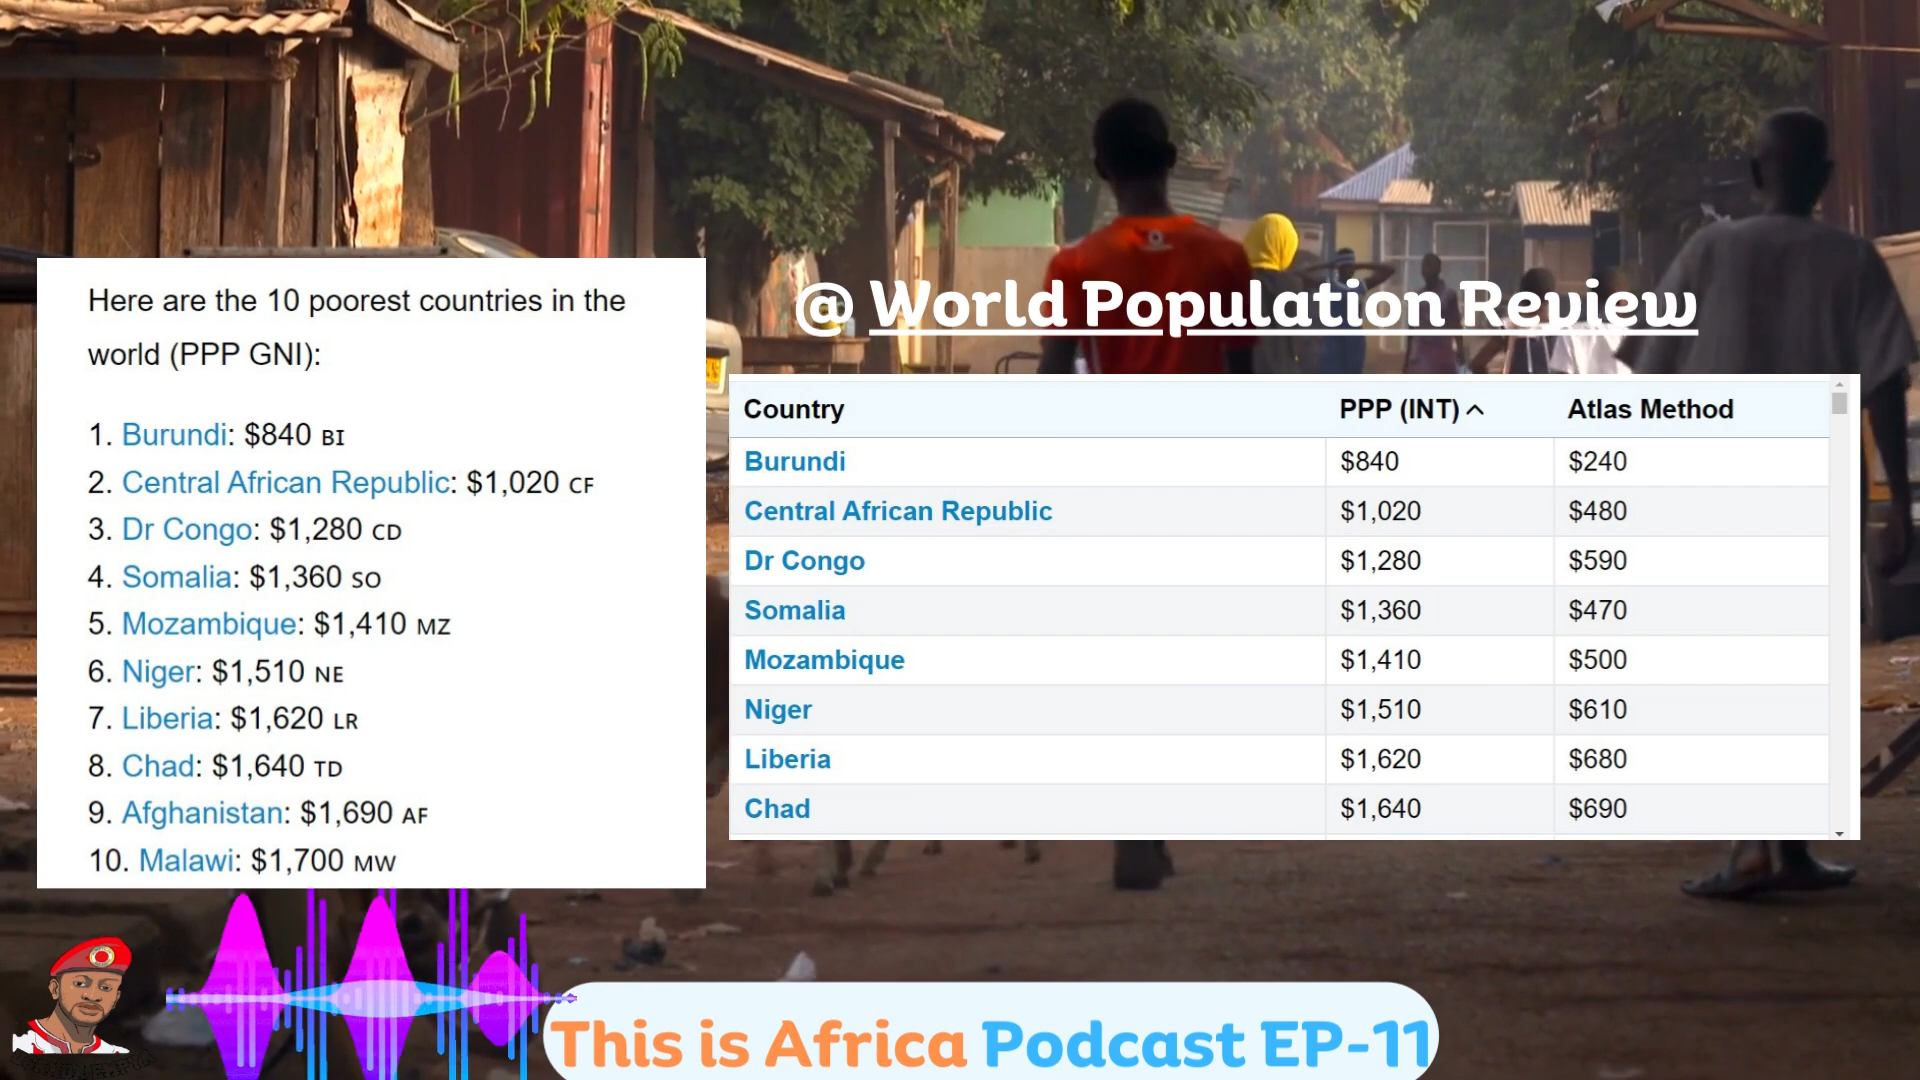 Here are the 10 poorest countries in the
world (PPP GNI):
1. Burundi: $840 BI
2. Central African Republic: $1,020 CF
3. Dr Congo: $1,280 CD
4. Somalia: $1,360 SO
5. Mozambique: $1,410 MZ
6. Niger: $1,510 NE
7. Liberia: $1,620 LR
8. Chad: $1,640 TD
9. Afghanistan: $1,690 AF
10. Malawi: $1,700 MW
@ World Population Review
Country PPP (INT) Atlas Method
Burundi $840 $240
Central African Republic $1,020 $480
Dr Congo $1,280 $590
Somalia $1,360 $470
Mozambique $1,410 $500
Niger $1,510 $610
Liberia $1,620 $680
Chad $1,640 $690
This is Africa Podcast EP-11